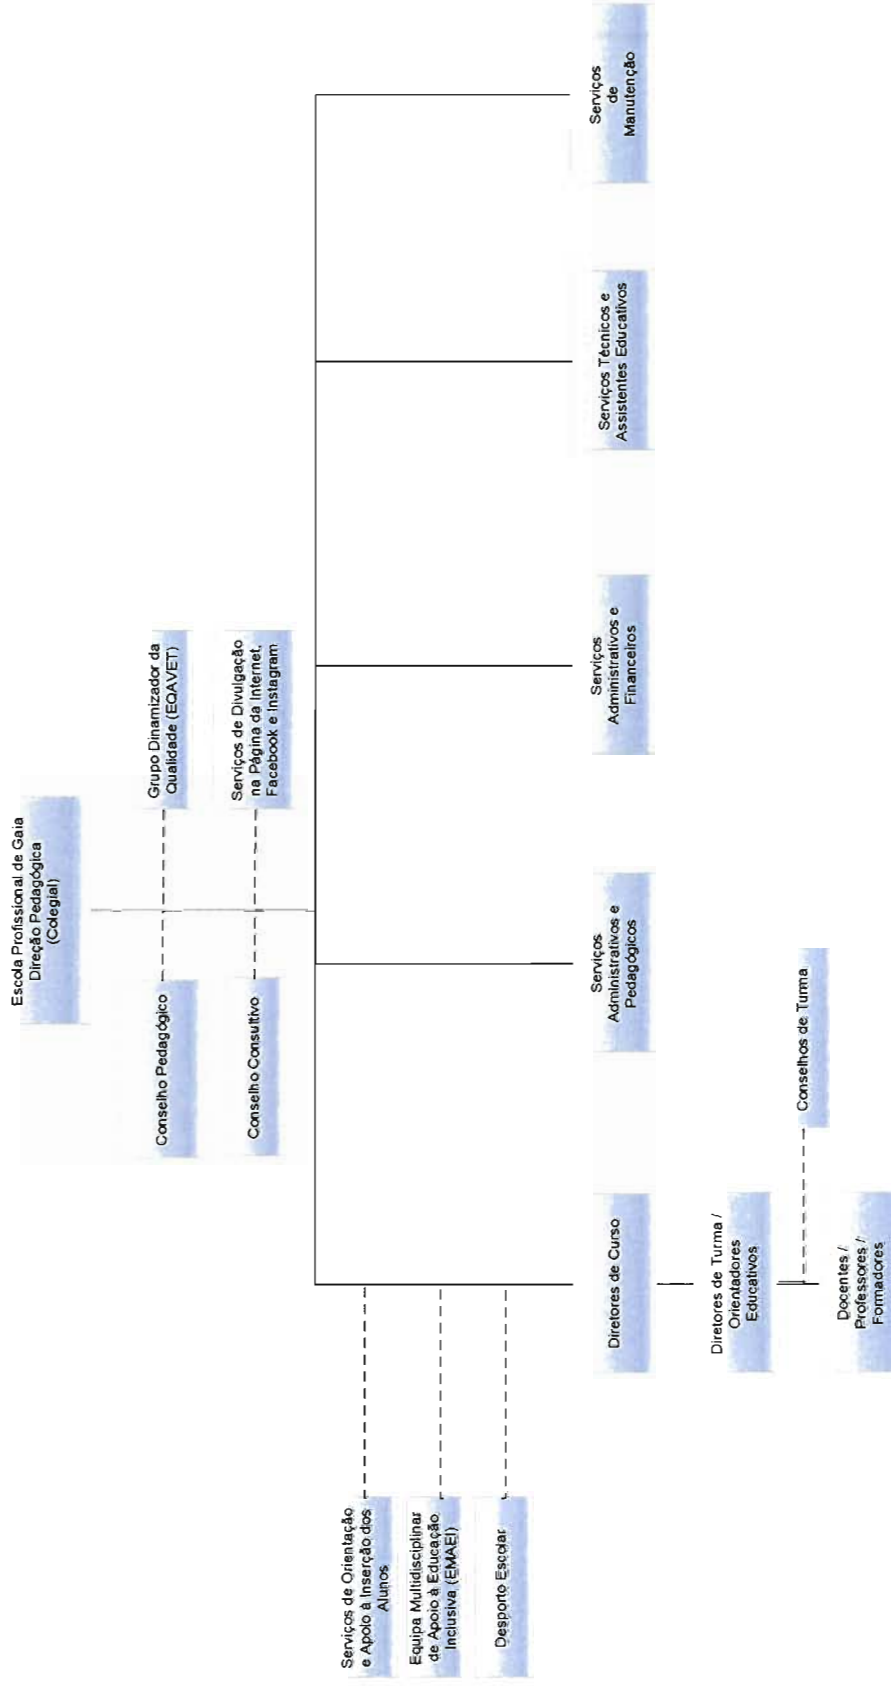 Escola Profissional de Gaia
Direção Pedagógica
(Colegial)
Conselho Pedagógico
Grupo Dinamizador da
Qualidade (EQAVET)
Conselho Consultivo
Serviços de Divulgação
na Página da Internet,
Facebook e Instagram
Serviços de Orientação
e Apoio à Inserção dos
Alunos
Equipa Multidisciplinar
de Apoio à Educação
Inclusiva (EMAEI)
Desporto Escolar
Diretores de Curso
Serviços
Administrativos e
Pedagógicos
Serviços
Administrativos e
Financeiros
Serviços Técnicos e
Assistentes Educativos
Serviços
de
Manutenção
Diretores de Turma /
Orientadores
Educativos
Conselhos de Turma
Docentes /
Professores /
Formadores